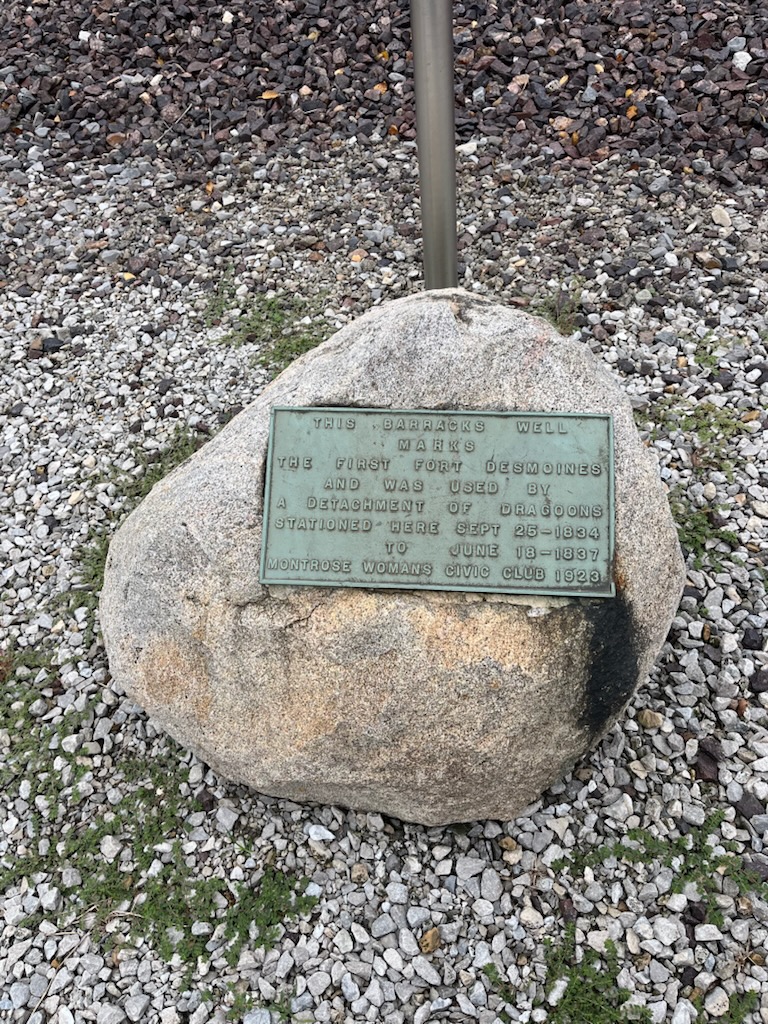 THIS BARRACKS WELL
MARKS
THE FIRST FORT DESMOINES
AND WAS USED BY
A DETACHMENT OF DRAGOONS
STATIONED HERE SEPT 25-1834
TO JUNE 18-1837
MONTROSE WOMANS CIVIC CLUB 1923